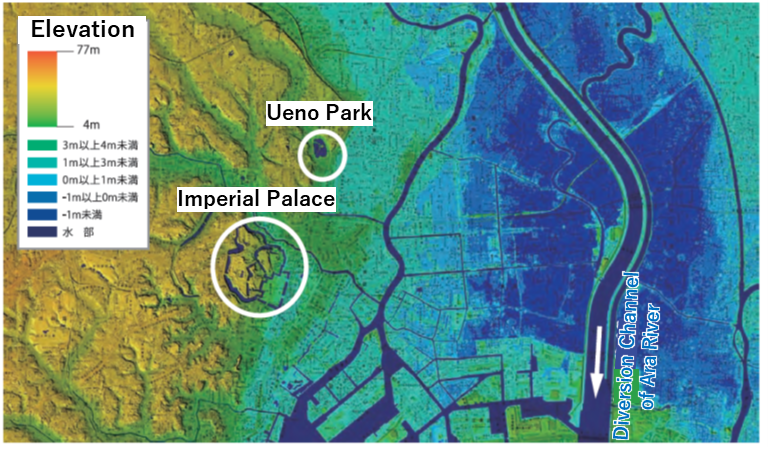 Elevation
77m
4m
3m以上4m未満
1m以上3m未満
0m以上1m未満
-1m以上0m未満
-1m未満
水 部
Ueno Park
Imperial Palace
Diversion Channel
of Ara River